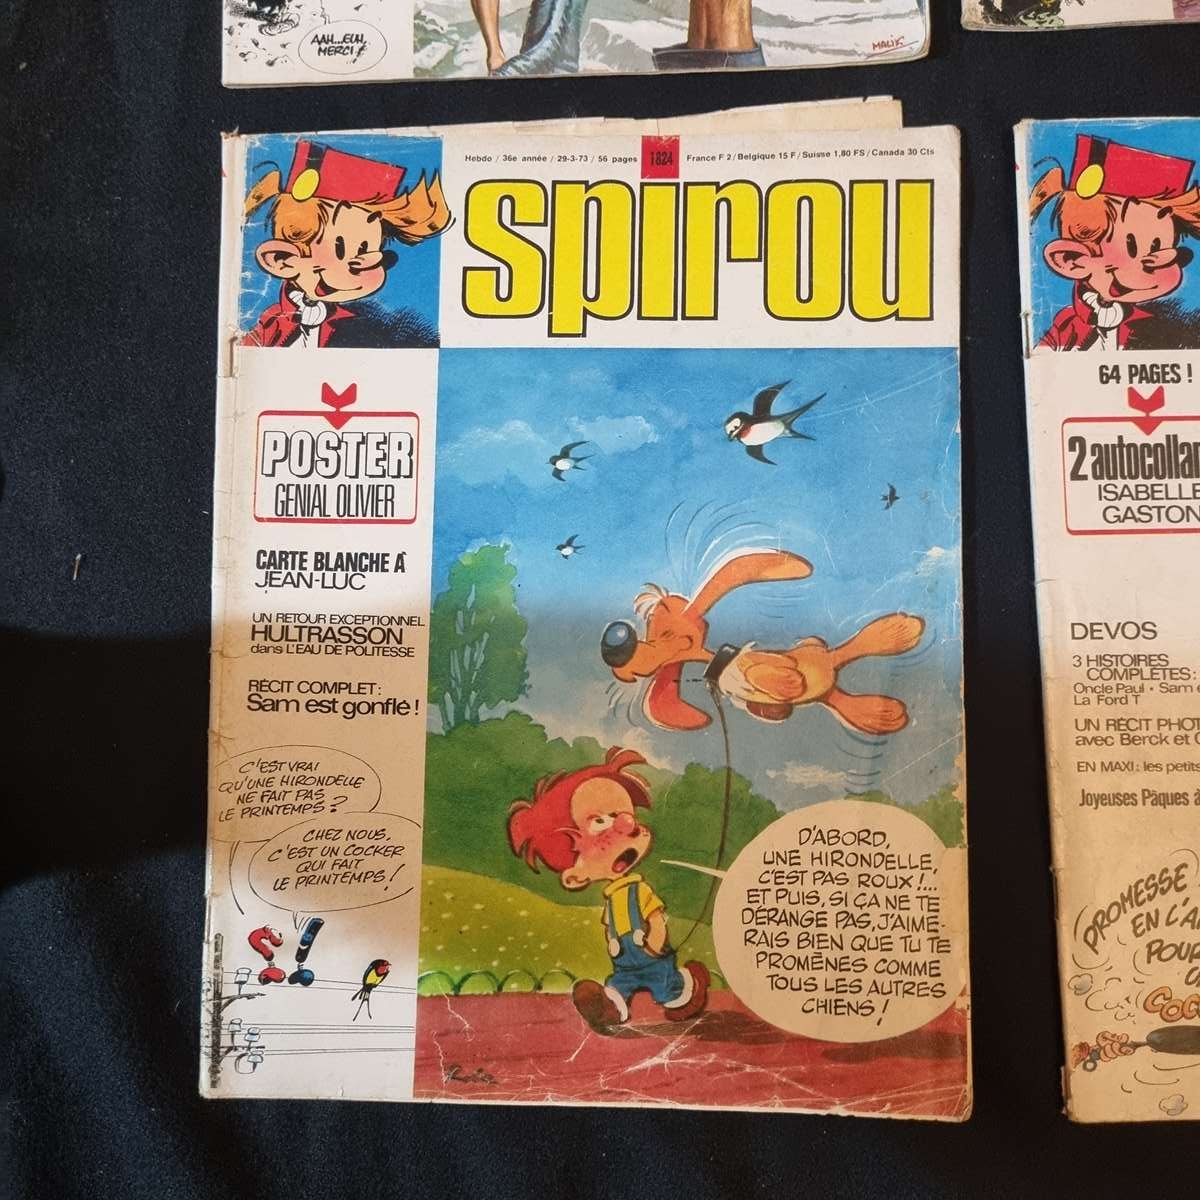 AAH...EUH,
MERCI!
MALIK
Hebdo / 36e année / 29-3-73 / 56 pages
1824
France F 2 / Belgique 15 F / Suisse 1,80 FS / Canada 30 Cts
spirou
POSTER
GENIAL OLIVIER
CARTE BLANCHE À
JEAN-LUC
UN RETOUR EXCEPTIONNEL
HULTRASSON
dans L'EAU DE POLITESSE
RÉCIT COMPLET :
Sam est gonflé !
C'EST VRAI
QU'UNE HIRONDELLE
NE FAIT PAS
LE PRINTEMPS ?
CHEZ NOUS,
C'EST UN COCKER
QUI FAIT
LE PRINTEMPS !
D'ABORD,
UNE HIRONDELLE,
C'EST PAS ROUX !...
ET PUIS, SI ÇA NE TE
DÉRANGE PAS, J'AIME-
RAIS BIEN QUE TU TE
PROMÈNES COMME
TOUS LES AUTRES
CHIENS !
64 PAGES !
2 autocollan
ISABELLE
GASTON
DEVOS
3 HISTOIRES
COMPLÈTES :
Oncle Paul • Sam
La Ford T
UN RÉCIT PHOT
avec Berck et
EN MAXI : les petits
Joyeuses Pâques à
PROMESSE
EN L'A
POUR